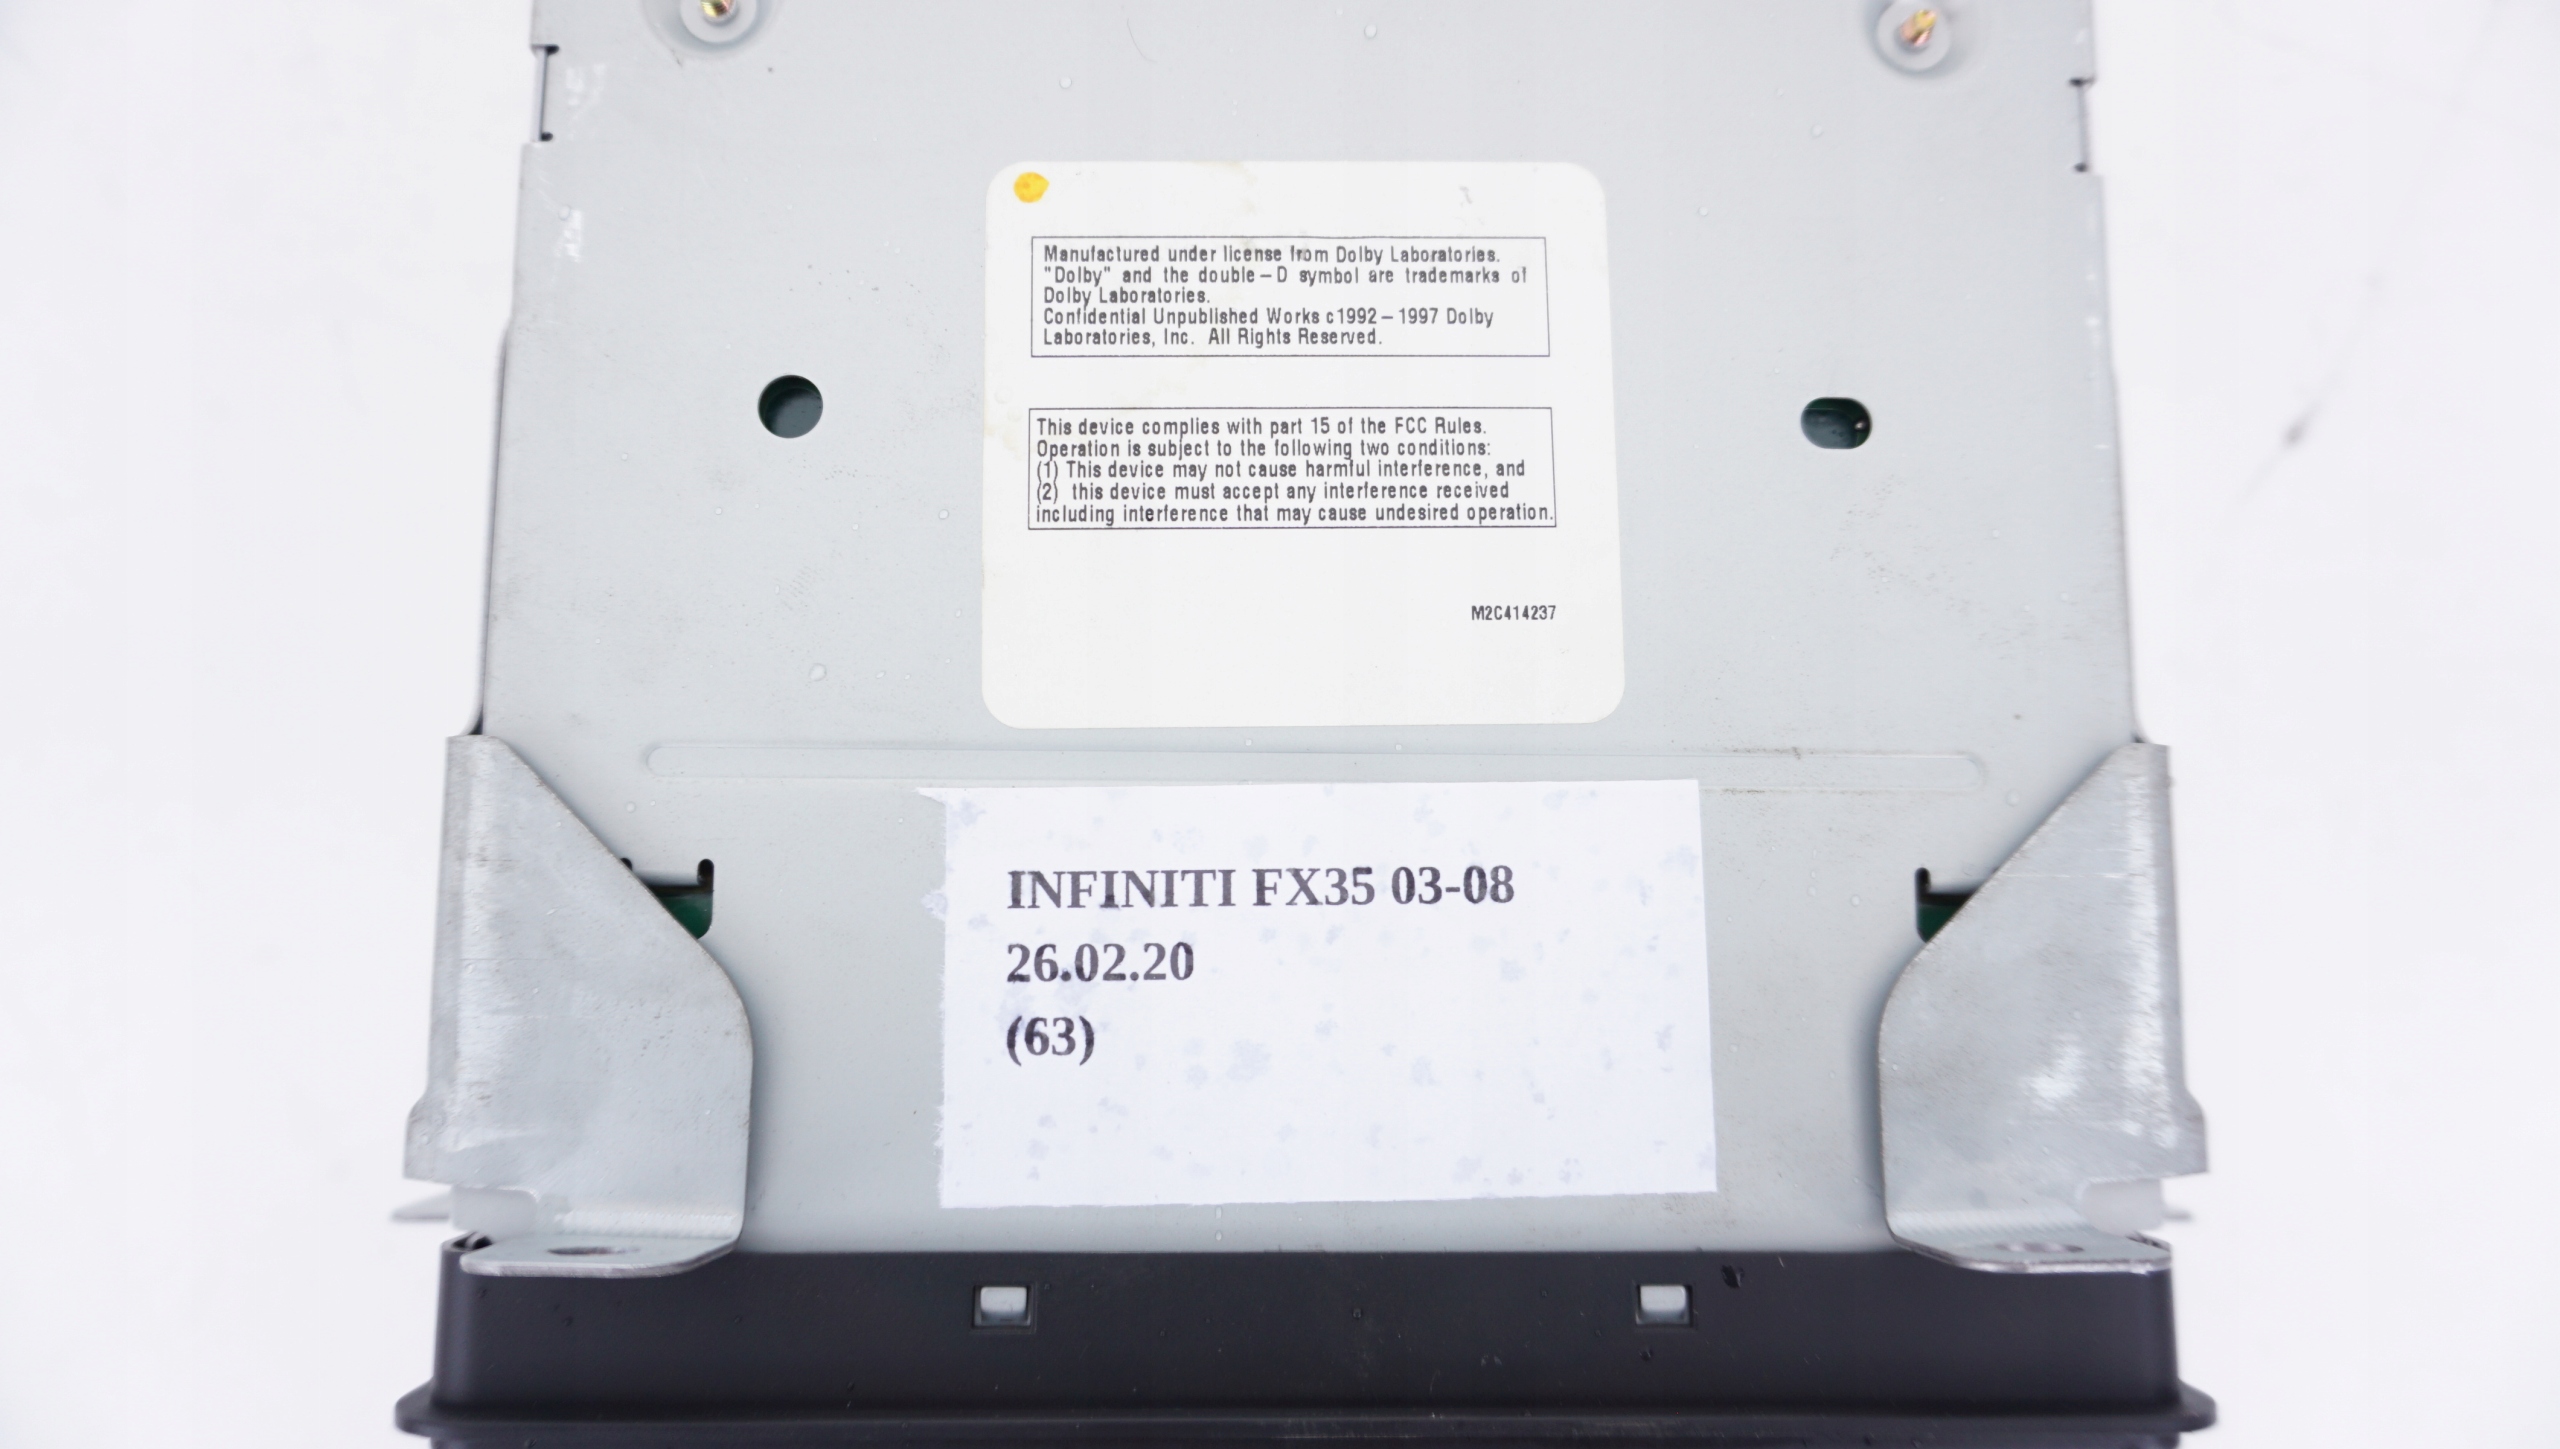 Manufactured under license from Dolby Laboratories.
"Dolby" and the double-D symbol are trademarks of
Dolby Laboratories.
Confidential Unpublished Works c1992-1997 Dolby
Laboratories, Inc. All Rights Reserved.
This device complies with part 15 of the FCC Rules.
Operation is subject to the following two conditions:
(1) This device may not cause harmful interference, and
(2) this device must accept any interference received
including interference that may cause undesired operation.
M2C414237
INFINITI FX35 03-08
26.02.20
(63)